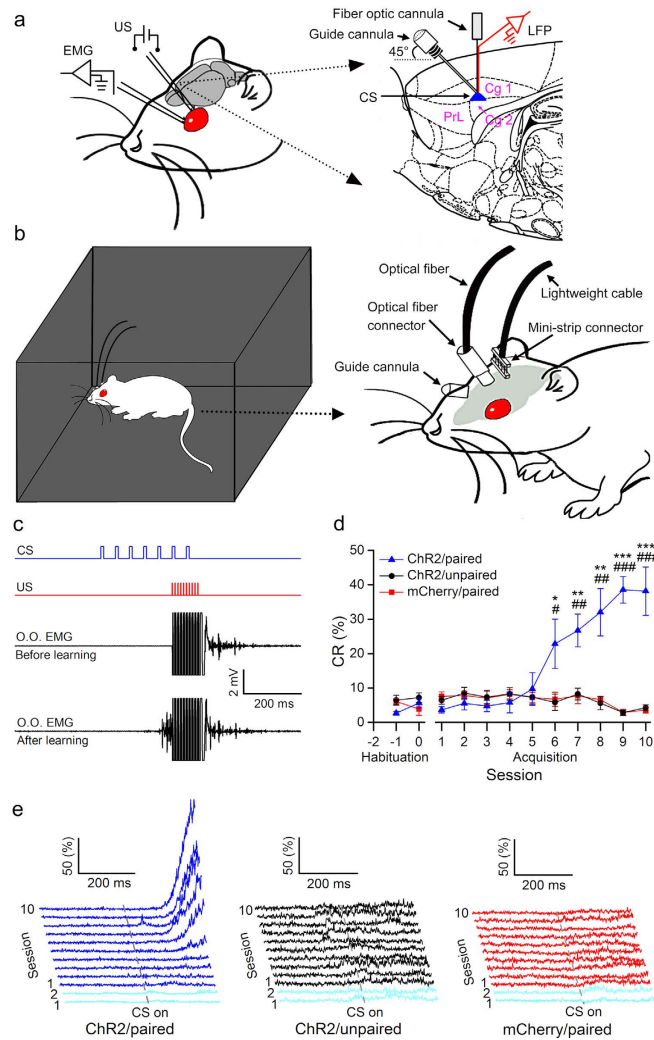 a
US
EMG
Fiber optic cannula
Guide cannula
LFP
45°
CS
Cg 1
Cg 2
PrL
b
Optical fiber
Optical fiber
connector
Guide cannula
Lightweight cable
Mini-strip connector
c
CS
US
O.O. EMG
Before learning
2 mV
200 ms
O.O. EMG
After learning
d
ChR2/paired
ChR2/unpaired
mCherry/paired
CR (%)
50
40
30
20
10
0
* ** ** *** ***
# ## ## ### ###
-2 -1 0 1 2 3 4 5 6 7 8 9 10
Habituation Acquisition
Session
e
50 (%)
200 ms
10
Session
1
2
1
CS on
ChR2/paired
50 (%)
200 ms
10
Session
1
2
1
CS on
ChR2/unpaired
50 (%)
200 ms
10
Session
1
2
1
CS on
mCherry/paired